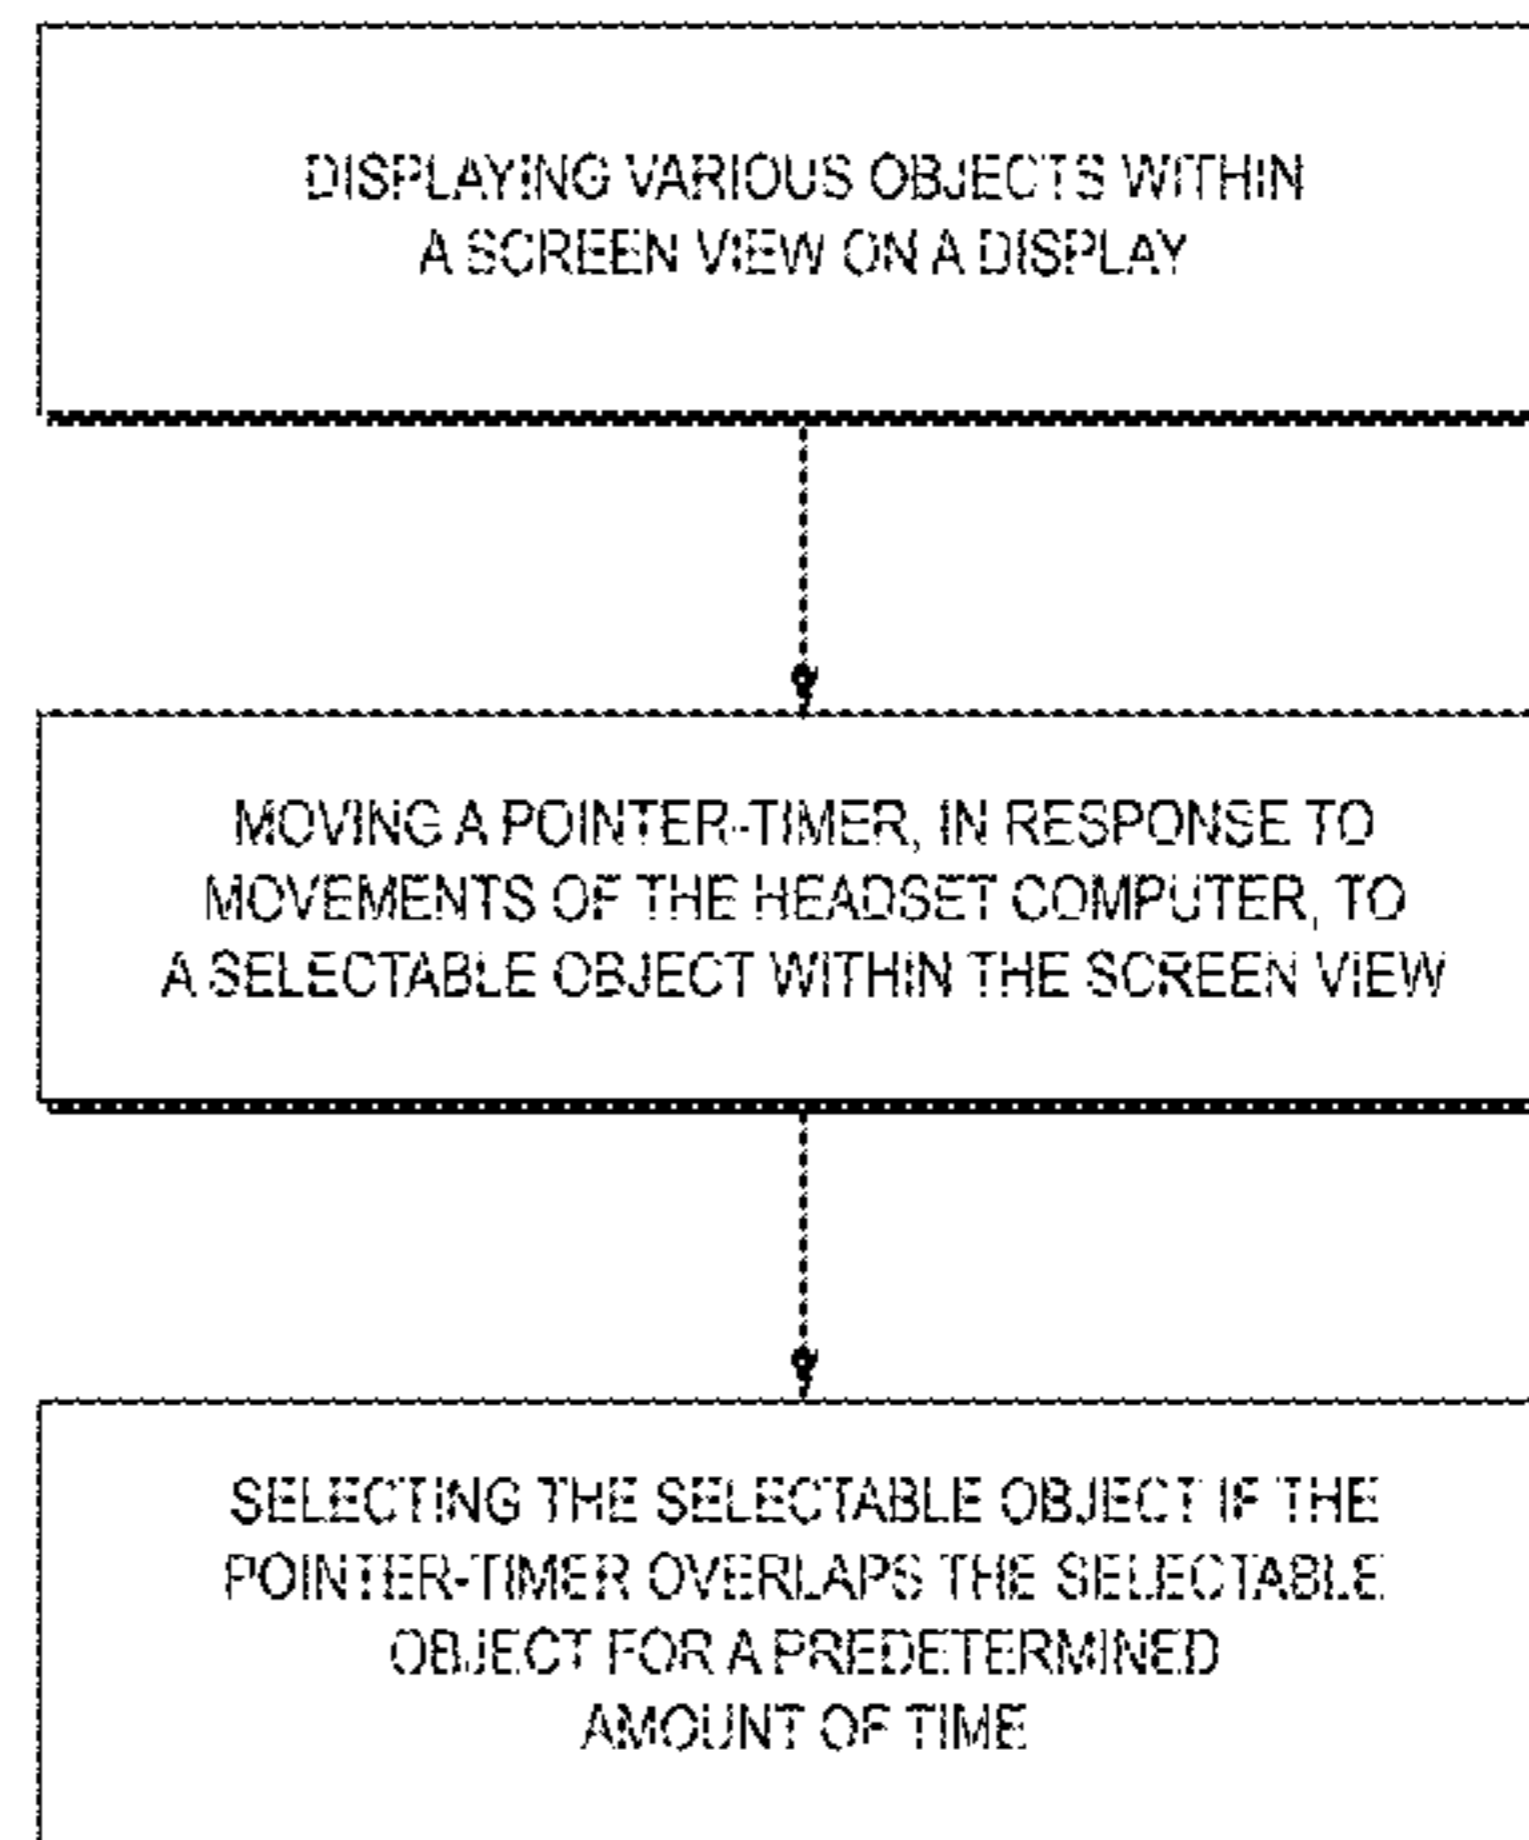 DISPLAYING VARIOUS OBJECTS WITHIN
A SCREEN VIEW ON A DISPLAY
MOVING A POINTER-TIMER, IN RESPONSE TO
MOVEMENTS OF THE HEADSET COMPUTER, TO
A SELECTABLE OBJECT WITHIN THE SCREEN VIEW
SELECTING THE SELECTABLE OBJECT IF THE
POINTER-TIMER OVERLAPS THE SELECTABLE
OBJECT FOR A PREDETERMINED
AMOUNT OF TIME